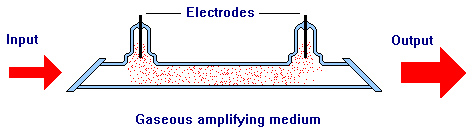 Electrodes
Input
Output
Gaseous amplifying medium